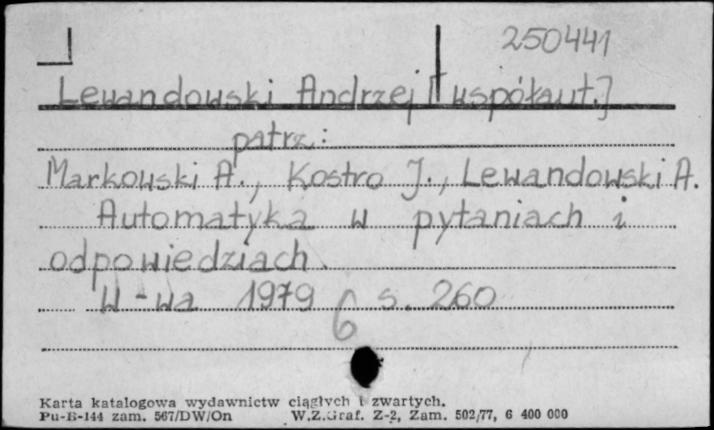 250441
Lewandowski Andrzej [współaut.]
patrz:
Markowski A., Kostro J., Lewandowski A.
Automatyka w pytaniach i
odpowiedziach.
W-wa 1979 s. 260
6
Karta katalogowa wydawnictw ciągłych i zwartych.
Pu-B-144 zam. 567/DW/On W.Z.Graf. Z-2, Zam. 502/77, 6 400 000